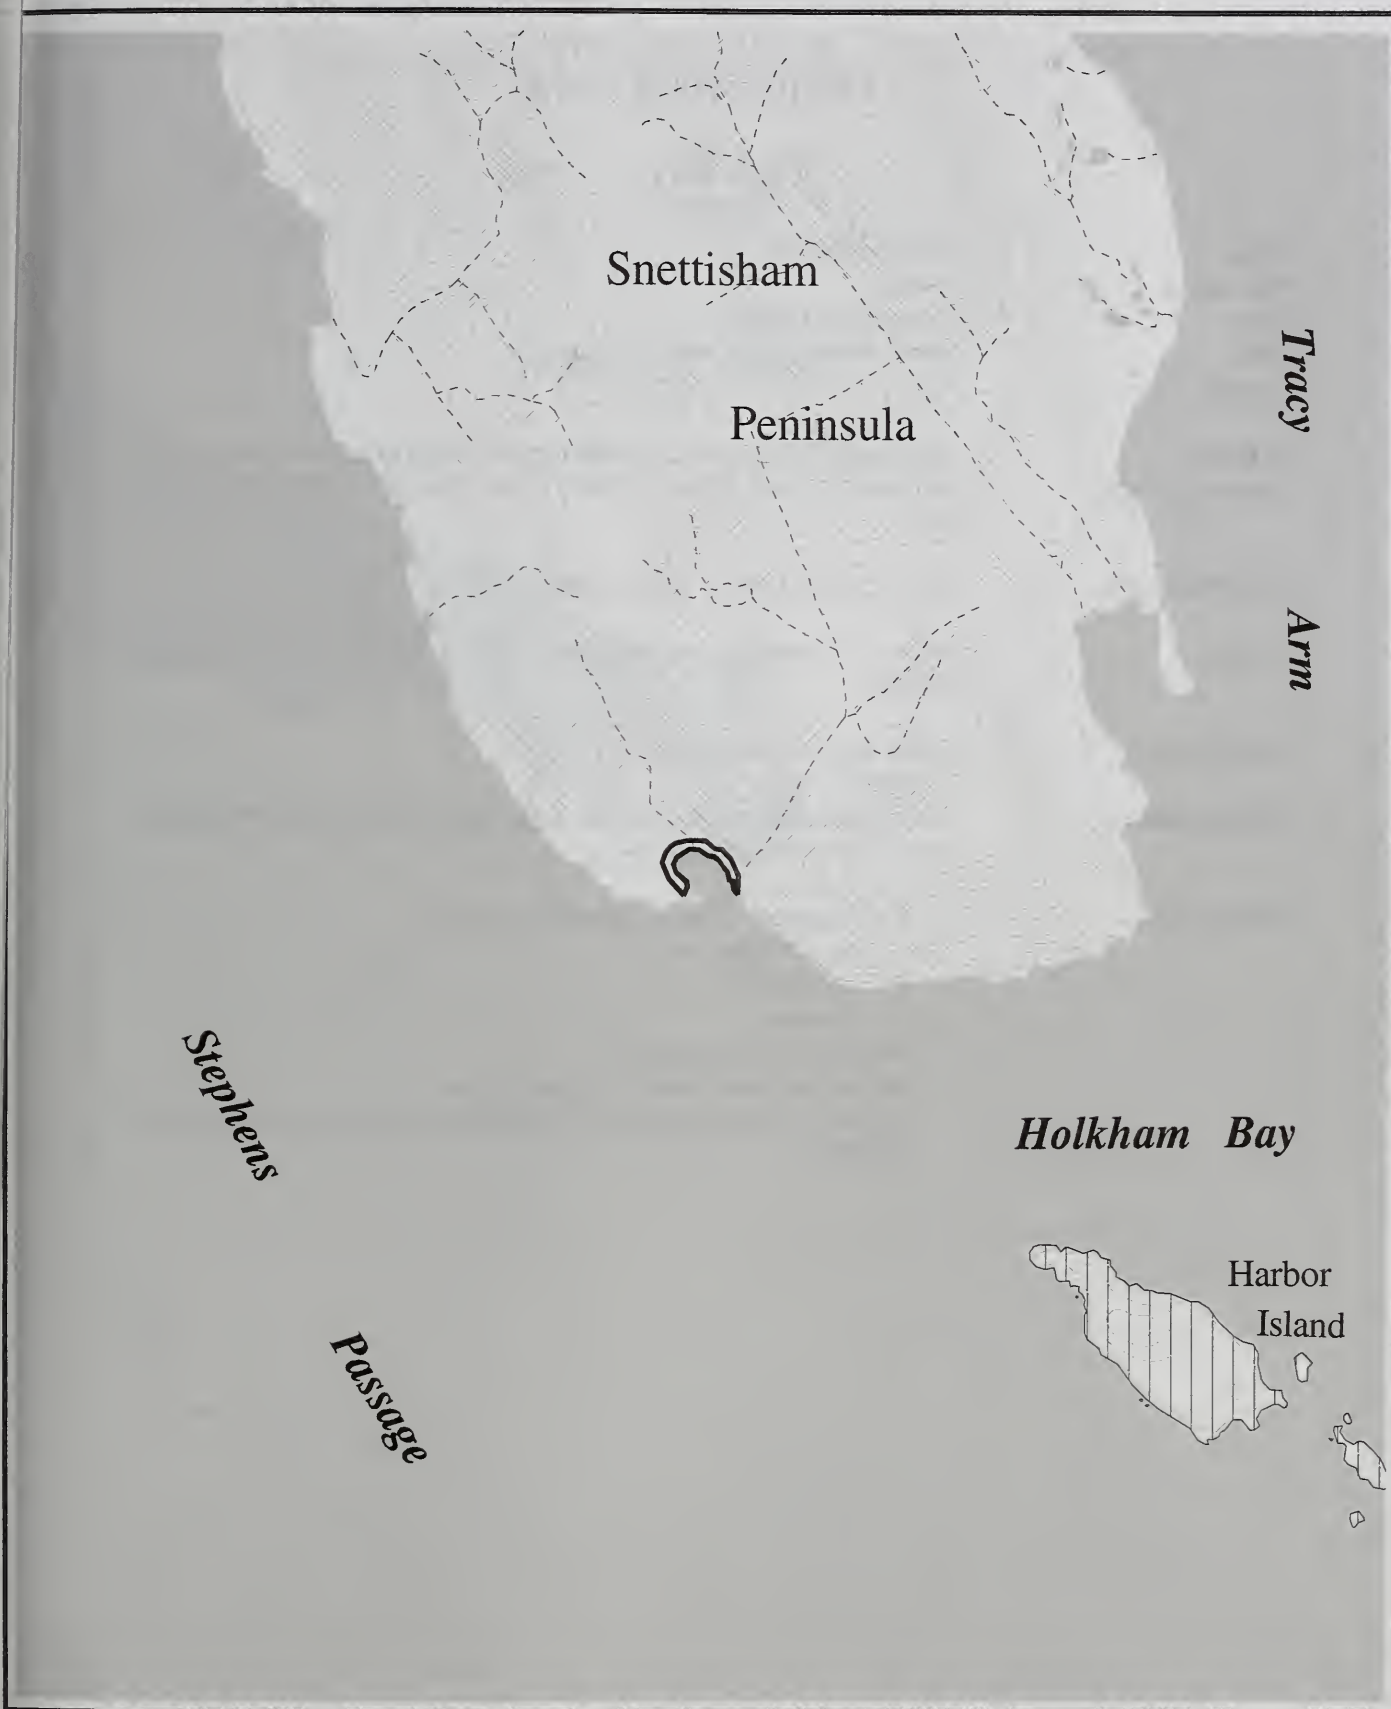 Snettisham
Peninsula
Tracy
Arm
Stephens
Passage
Holkham Bay
Harbor
Island